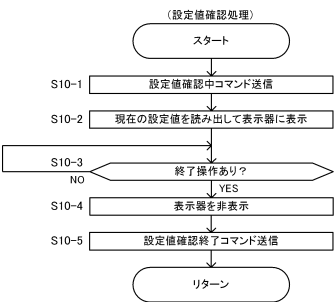 (設定値確認処理)
スタート
S10-1 設定値確認中コマンド送信
S10-2 現在の設定値を読み出して表示器に表示
S10-3 終了操作あり？
NO
YES
S10-4 表示器を非表示
S10-5 設定値確認終了コマンド送信
リターン